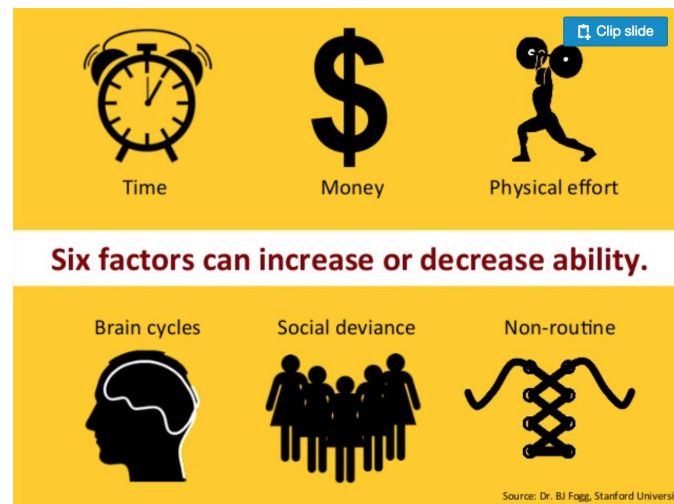 Clip slide
Time
Money
Physical effort
Six factors can increase or decrease ability.
Brain cycles
Social deviance
Non-routine
Source: Dr. BJ Fogg, Stanford Universi